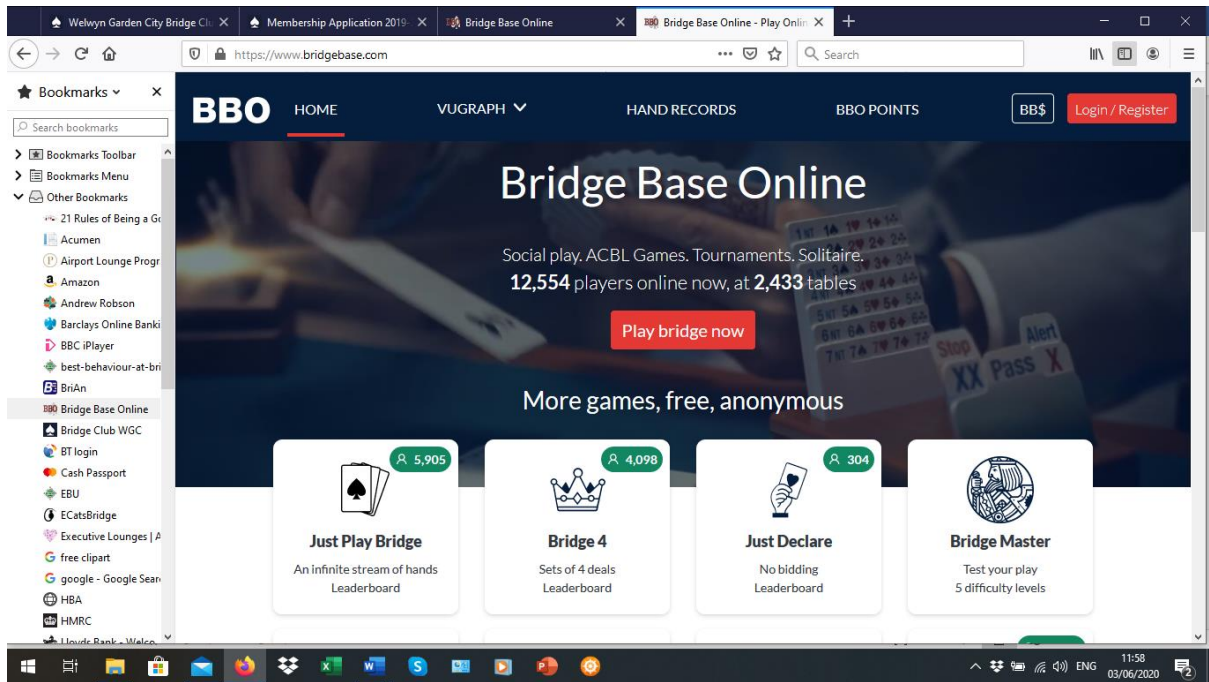 Welwyn Garden City Bridge Clu
Membership Application 2019-
Bridge Base Online
BBO Bridge Base Online - Play Onlin
https://www.bridgebase.com
Search
Bookmarks
Search bookmarks
Bookmarks Toolbar
Bookmarks Menu
Other Bookmarks
21 Rules of Being a Go
Acumen
Airport Lounge Progr
Amazon
Andrew Robson
Barclays Online Banki
BBC iPlayer
best-behaviour-at-bri
BriAn
BBO Bridge Base Online
Bridge Club WGC
BT login
Cash Passport
EBU
ECatsBridge
Executive Lounges | A
free clipart
google - Google Sear
HBA
HMRC
Lloyds Bank - Welco
BBO HOME VUGRAPH HAND RECORDS BBO POINTS BB$ Login / Register
Bridge Base Online
Social play. ACBL Games. Tournaments. Solitaire.
12,554 players online now, at 2,433 tables
Play bridge now
Stop Alert
XX Pass X
More games, free, anonymous
5,905
Just Play Bridge
An infinite stream of hands
Leaderboard
4,098
Bridge 4
Sets of 4 deals
Leaderboard
304
Just Declare
No bidding
Leaderboard
Bridge Master
Test your play
5 difficulty levels
ENG
11:58
03/06/2020
2